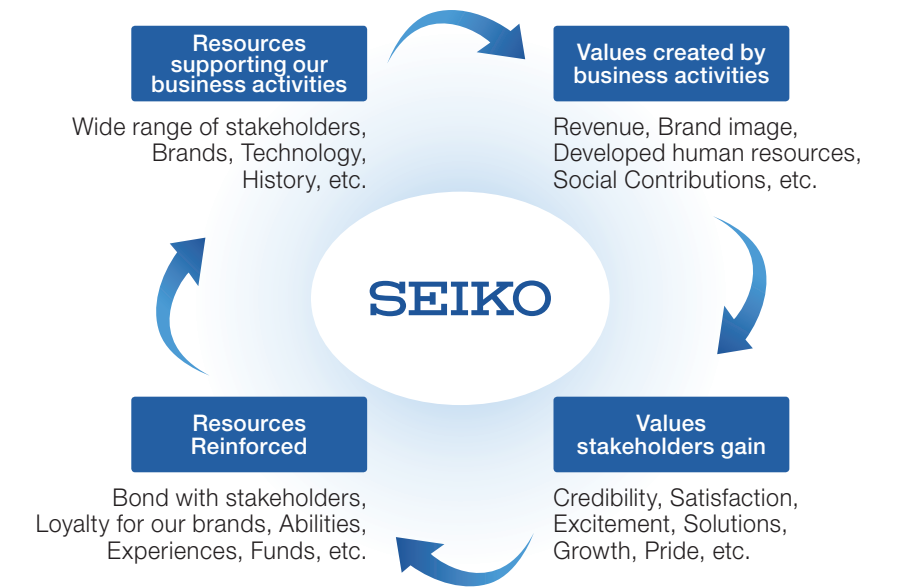 Resources
supporting our
business activities
Wide range of stakeholders,
Brands, Technology,
History, etc.
Values created by
business activities
Revenue, Brand image,
Developed human resources,
Social Contributions, etc.
SEIKO
Resources
Reinforced
Bond with stakeholders,
Loyalty for our brands, Abilities,
Experiences, Funds, etc.
Values
stakeholders gain
Credibility, Satisfaction,
Excitement, Solutions,
Growth, Pride, etc.